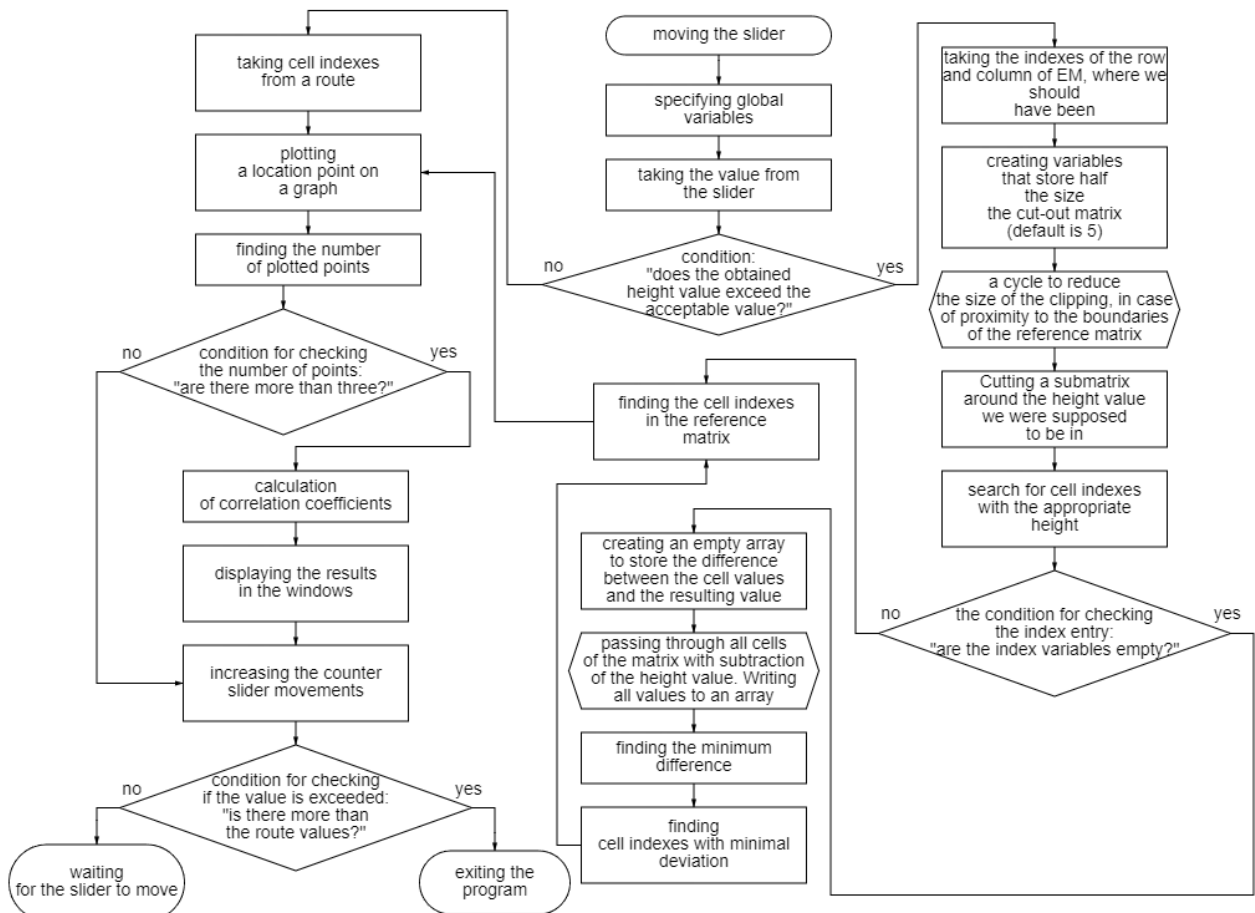 moving the slider
specifying global
variables
taking the value from
the slider
condition:
"does the obtained
height value exceed the
acceptable value?"
no
yes
taking cell indexes
from a route
plotting
a location point on
a graph
finding the number
of plotted points
no
condition for checking
the number of points:
"are there more than three?"
yes
calculation
of correlation coefficients
displaying the results
in the windows
increasing the counter
slider movements
no
condition for checking
if the value is exceeded:
"is there more than
the route values?"
yes
waiting
for the slider to move
exiting the
program
taking the indexes of the row
and column of EM, where we
should
have been
creating variables
that store half
the size
the cut-out matrix
(default is 5)
a cycle to reduce
the size of the clipping, in case
of proximity to the boundaries
of the reference matrix
Cutting a submatrix
around the height value
we were supposed
to be in
search for cell indexes
with the appropriate
height
no
the condition for checking
the index entry:
"are the index variables empty?"
yes
finding the cell indexes
in the reference
matrix
creating an empty array
to store the difference
between the cell values
and the resulting value
passing through all cells
of the matrix with subtraction
of the height value. Writing
all values to an array
finding the minimum
difference
finding
cell indexes with minimal
deviation